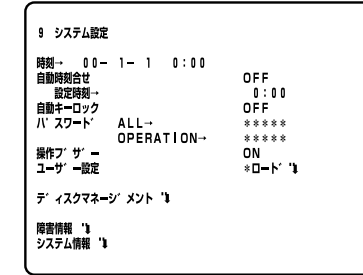 9 システム設定
時刻→ 00- 1- 1 0:00
自動時刻合せ OFF
設定時刻→ 0:00
自動キーロック OFF
パスワード ALL→ *****
OPERATION→ *****
操作ブザー ON
ユーザー設定 *ロード ↴
ディスクマネージメント ↴
障害情報 ↴
システム情報 ↴